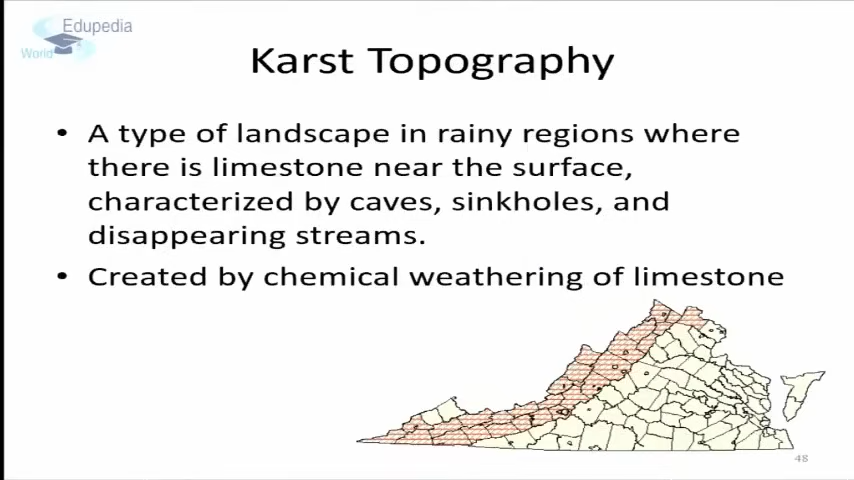 Edupedia
World
Karst Topography
• A type of landscape in rainy regions where
there is limestone near the surface,
characterized by caves, sinkholes, and
disappearing streams.
• Created by chemical weathering of limestone
48